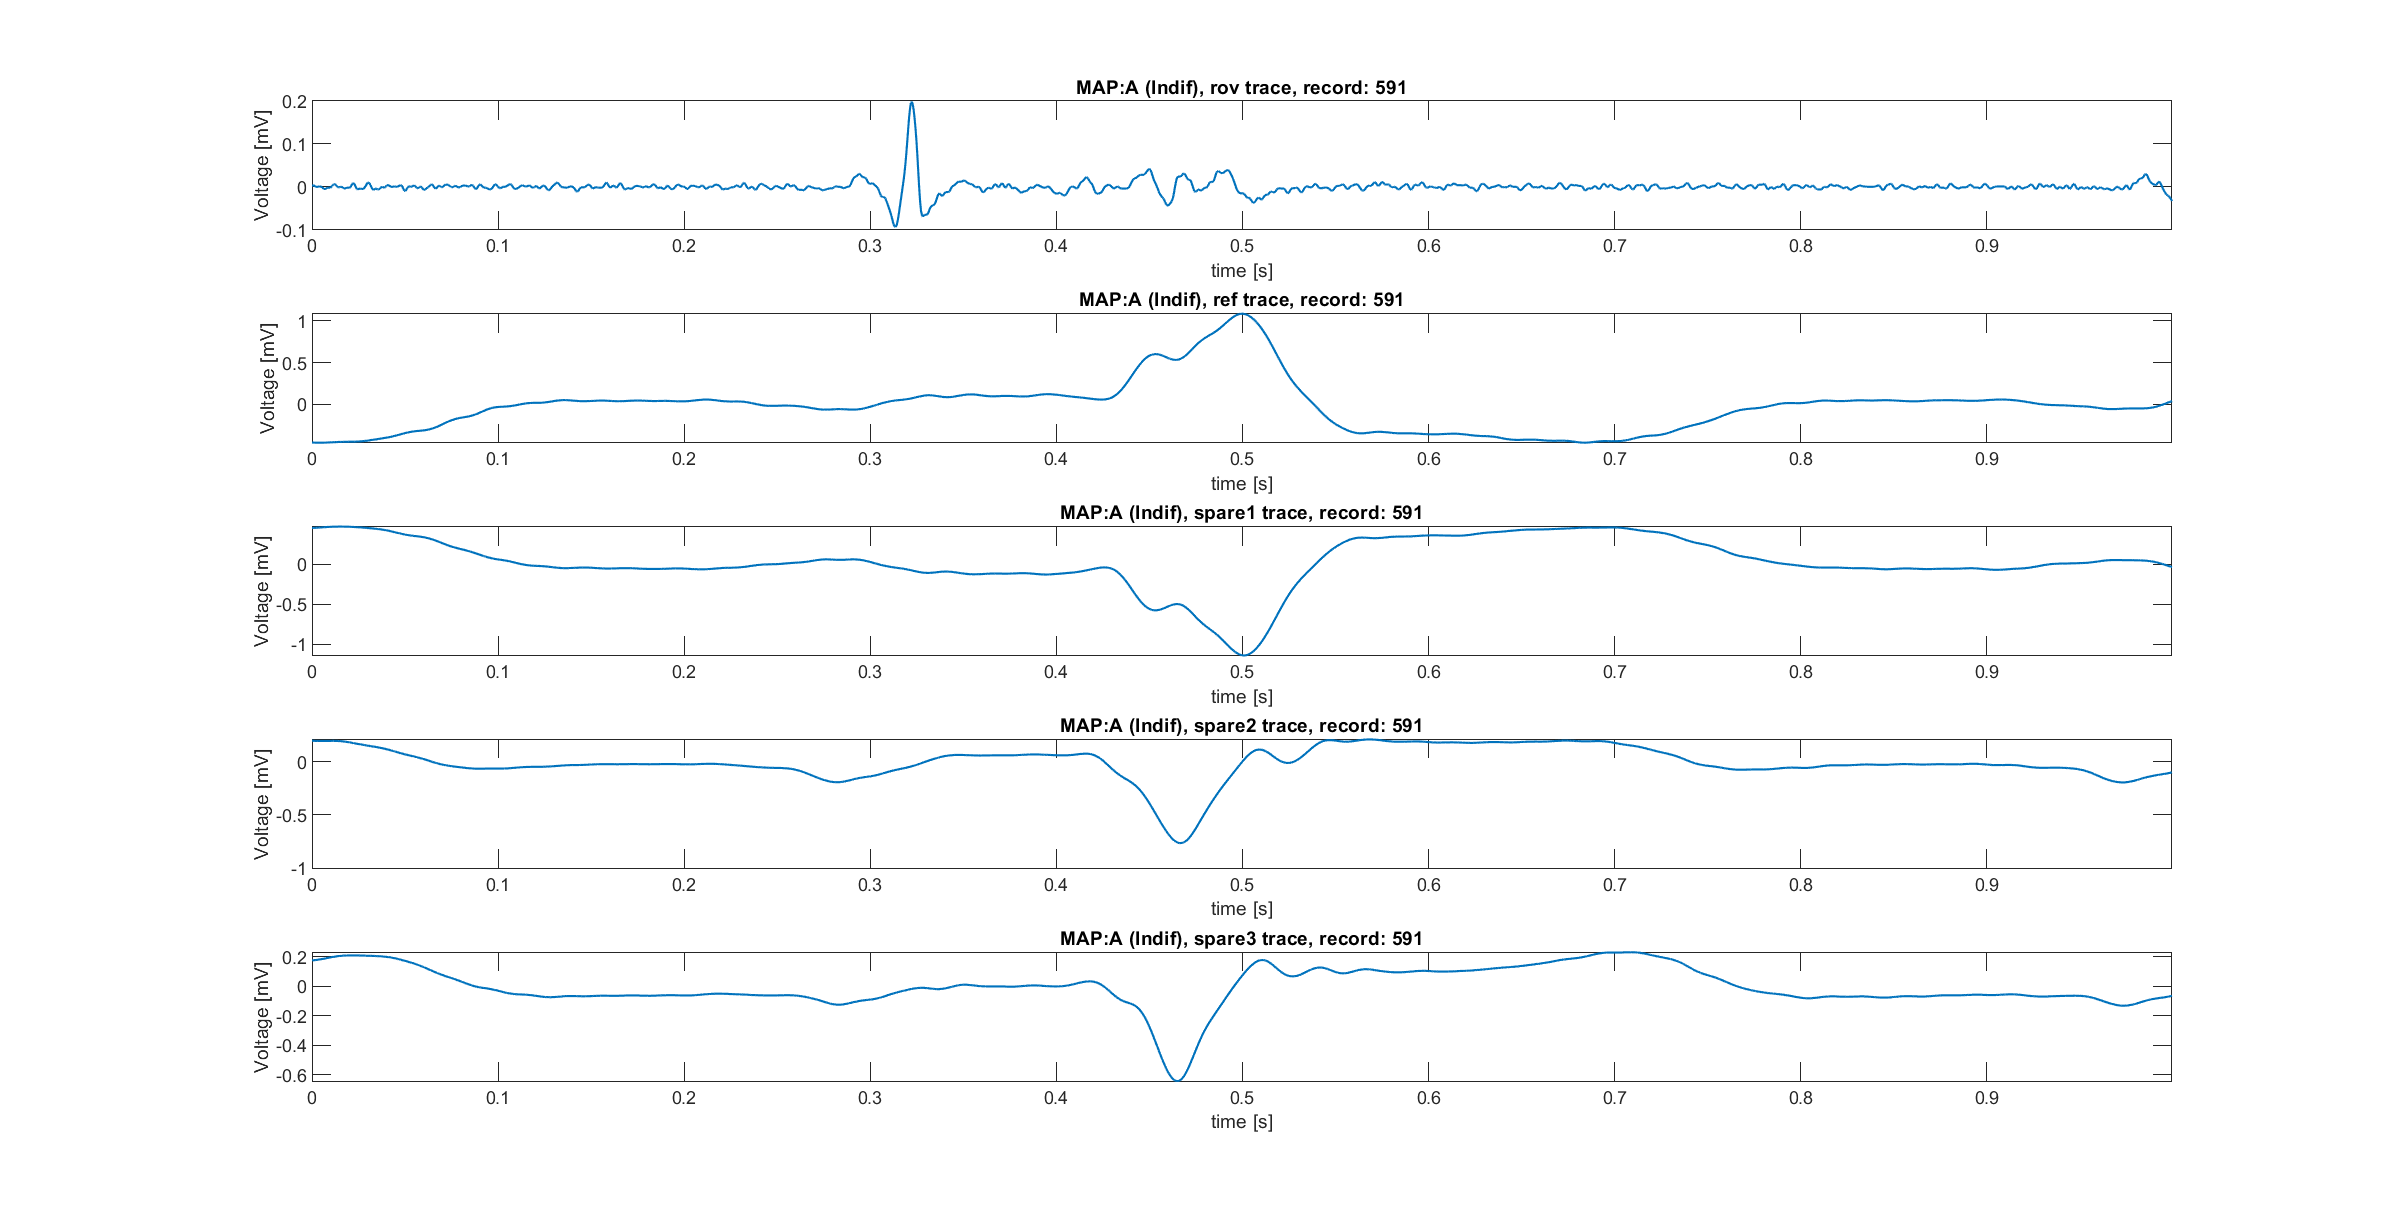 MAP:A (Indif), rov trace, record: 591
Voltage [mV]
0.2
0.1
0
-0.1
0 0.1 0.2 0.3 0.4 0.5 0.6 0.7 0.8 0.9
time [s]
MAP:A (Indif), ref trace, record: 591
Voltage [mV]
1
0.5
0
0 0.1 0.2 0.3 0.4 0.5 0.6 0.7 0.8 0.9
time [s]
MAP:A (Indif), spare1 trace, record: 591
Voltage [mV]
0
-0.5
-1
0 0.1 0.2 0.3 0.4 0.5 0.6 0.7 0.8 0.9
time [s]
MAP:A (Indif), spare2 trace, record: 591
Voltage [mV]
0
-0.5
-1
0 0.1 0.2 0.3 0.4 0.5 0.6 0.7 0.8 0.9
time [s]
MAP:A (Indif), spare3 trace, record: 591
Voltage [mV]
0.2
0
-0.2
-0.4
-0.6
0 0.1 0.2 0.3 0.4 0.5 0.6 0.7 0.8 0.9
time [s]